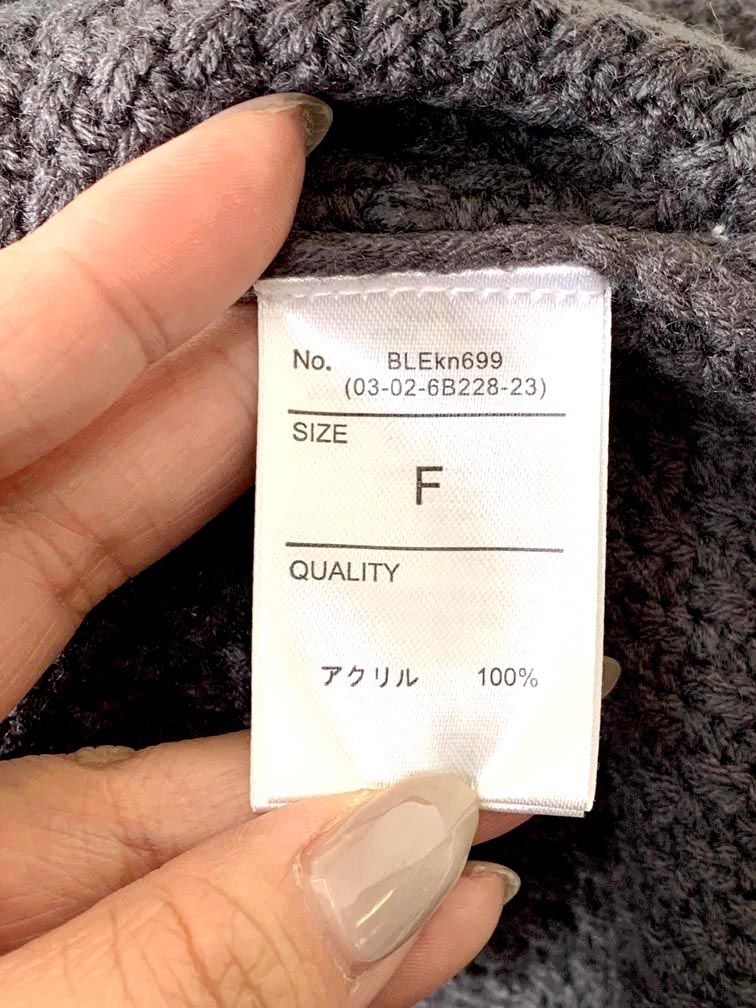 No. BLEkn699
(03-02-6B228-23)
SIZE
F
QUALITY
アクリル 100%